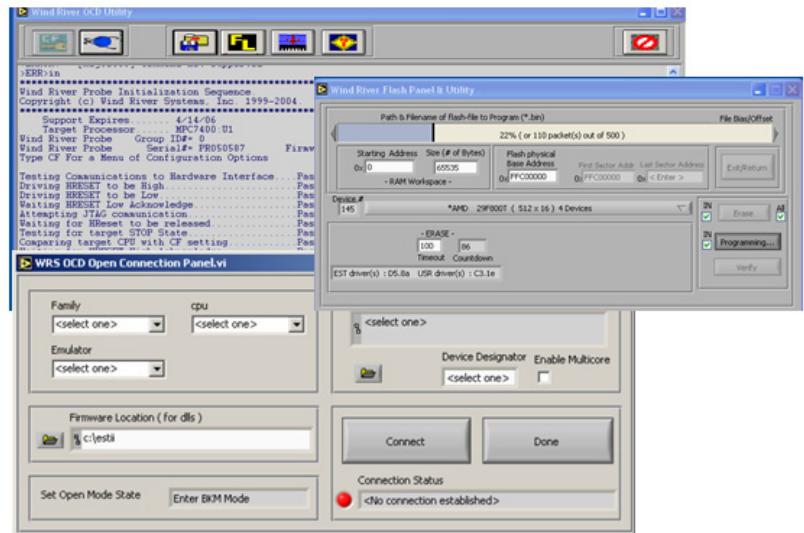 Wind River OCD Utility
>ERR>in
Wind River Probe Initialization Sequence.
Copyright (c) Wind River Systems, Inc. 1999-2004.
Support Expires....... 4/14/06
Target Processor...... MPC7400:U1
Wind River Probe Group ID#= 0
Wind River Probe Serial#= PR050507 Firmw
Type CF For a Menu of Configuration Options
Testing Communications to Hardware Interface....Pas
Driving HRESET to be High.......Pas
Driving HRESET to be Low.......Pas
Waiting HRESET Low Acknowledge.......Pas
Attempting JTAG communication.......Pas
Waiting for HReset to be released.......Pas
Testing for target STOP State.......Pas
Comparing target CPU with CF setting.......Pas
Wind River Flash Panel & Utility
Path & Filename of flash-file to Program (*.bin)
File Bias/Offset
22% ( or 110 packet(s) out of 500 )
Starting Address Size (# of Bytes)
0x 0 65535
- RAM Workspace -
Flash physical
Base Address First Sector Addr Last Sector Address
0x FFC00000 0x FFC00000 0x < Enter >
Exit/Return
Device #
145 *AMD 29F800T ( 512 x 16 ) 4 Devices
IN Erase All
- ERASE -
100 86
Timeout Countdown
IN Programming...
EST driver(s) : D5.8a USR driver(s) : C3.1e
Verify
WRS OCD Open Connection Panel.vi
Family cpu
<select one> <select one>
Emulator
<select one>
<select one>
Device Designator Enable Multicore
<select one>
Firmware Location ( for dlls )
c:\estii
Connect Done
Set Open Mode State Enter BKM Mode
Connection Status
<No connection established>